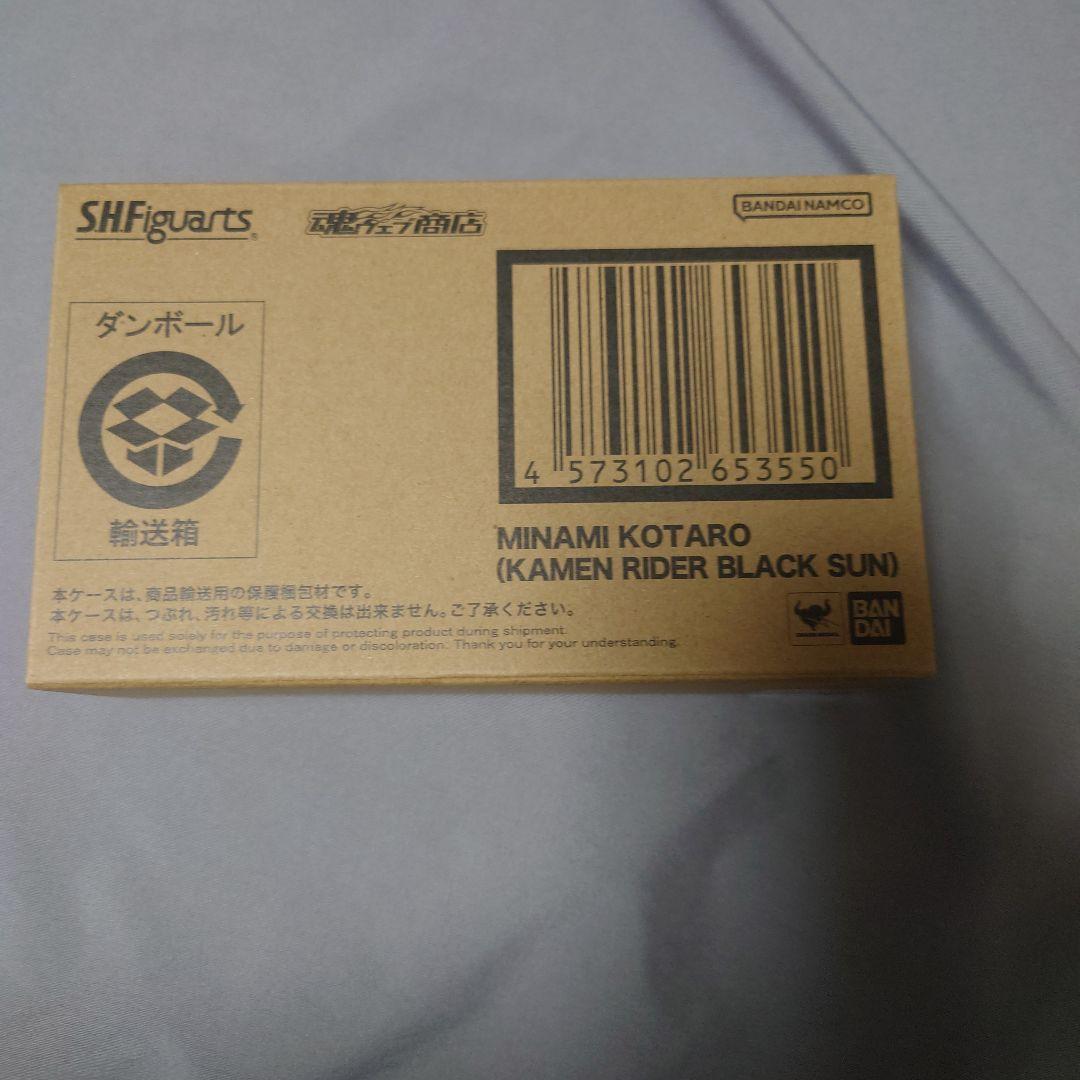 S.H.Figuarts
魂ウェブ商店
BANDAI NAMCO
ダンボール
輸送箱
4 573102 653550
MINAMI KOTARO
(KAMEN RIDER BLACK SUN)
本ケースは、商品輸送用の保護梱包材です。
本ケースは、つぶれ、汚れ等による交換は出来ません。ご了承ください。
This case is used solely for the purpose of protecting product during shipment.
Case may not be exchanged due to damage or discoloration. Thank you for your understanding.
BAN
DAI